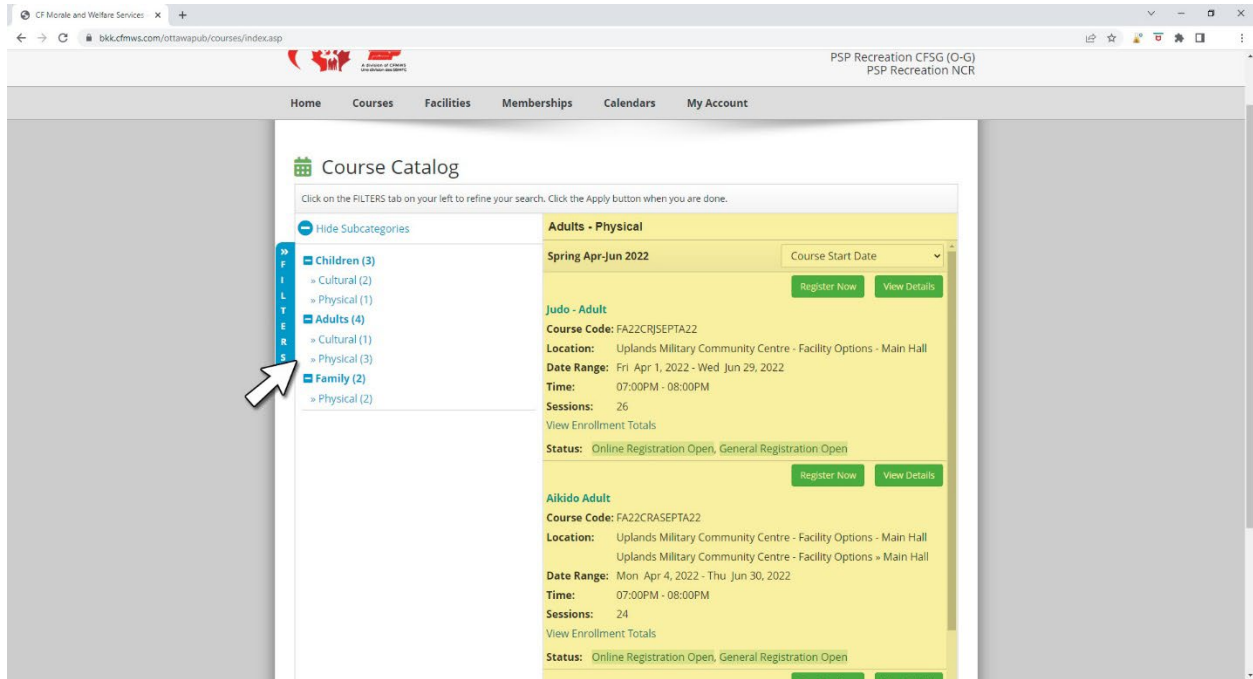 CF Morale and Welfare Services
bkk.cfmws.com/ottawapub/courses/index.asp
A division of CFMWS
Une division des SBMFC
PSP Recreation CFSG (O-G)
PSP Recreation NCR
Home Courses Facilities Memberships Calendars My Account
Course Catalog
Click on the FILTERS tab on your left to refine your search. Click the Apply button when you are done.
Hide Subcategories
» FILTERS
Children (3)
» Cultural (2)
» Physical (1)
Adults (4)
» Cultural (1)
» Physical (3)
Family (2)
» Physical (2)
Adults - Physical
Spring Apr-Jun 2022 Course Start Date
Register Now View Details
Judo - Adult
Course Code: FA22CRJSEPTA22
Location: Uplands Military Community Centre - Facility Options - Main Hall
Date Range: Fri Apr 1, 2022 - Wed Jun 29, 2022
Time: 07:00PM - 08:00PM
Sessions: 26
View Enrollment Totals
Status: Online Registration Open, General Registration Open
Register Now View Details
Aikido Adult
Course Code: FA22CRASEPTA22
Location: Uplands Military Community Centre - Facility Options - Main Hall
Uplands Military Community Centre - Facility Options » Main Hall
Date Range: Mon Apr 4, 2022 - Thu Jun 30, 2022
Time: 07:00PM - 08:00PM
Sessions: 24
View Enrollment Totals
Status: Online Registration Open, General Registration Open